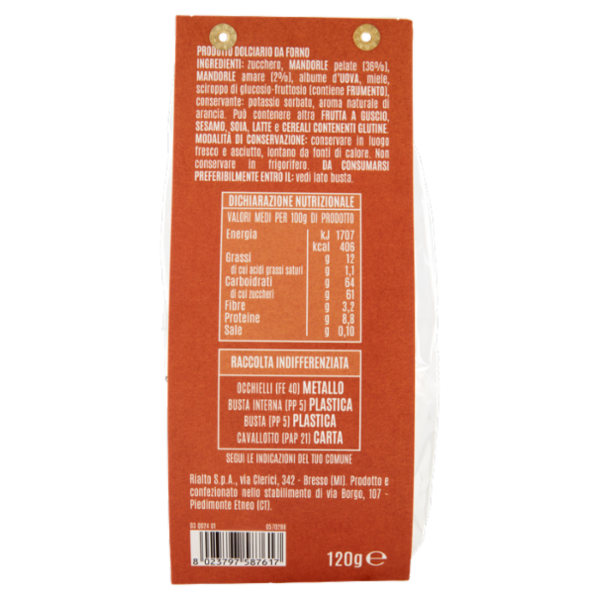 PRODOTTO DOLCIARIO DA FORNO
INGREDIENTI: zucchero, MANDORLE pelate (36%),
MANDORLE amare (2%), albume d'UOVA, miele,
sciroppo di glucosio-fruttosio (contiene FRUMENTO),
conservante: potassio sorbato, aroma naturale di
arancia. Può contenere altra FRUTTA A GUSCIO,
SESAMO, SOIA, LATTE e CEREALI CONTENENTI GLUTINE.
MODALITÀ DI CONSERVAZIONE: conservare in luogo
fresco e asciutto, lontano da fonti di calore. Non
conservare in frigorifero. DA CONSUMARSI
PREFERIBILMENTE ENTRO IL: vedi lato busta.
DICHIARAZIONE NUTRIZIONALE
VALORI MEDI PER 100g DI PRODOTTO
Energia kJ 1707
kcal 406
Grassi g 12
di cui acidi grassi saturi g 1,1
Carboidrati g 64
di cui zuccheri g 61
Fibre g 3,2
Proteine g 8,8
Sale g 0,10
RACCOLTA INDIFFERENZIATA
OCCHIELLI (FE 40) METALLO
BUSTA INTERNA (PP 5) PLASTICA
BUSTA (PP 5) PLASTICA
CAVALLOTTO (PAP 21) CARTA
SEGUI LE INDICAZIONI DEL TUO COMUNE
Rialto S.p.A., via Clerici, 342 - Bresso (MI). Prodotto e
confezionato nello stabilimento di via Borgo, 107 -
Piedimonte Etneo (CT).
03 0024 01
8 023797 587617
120g e